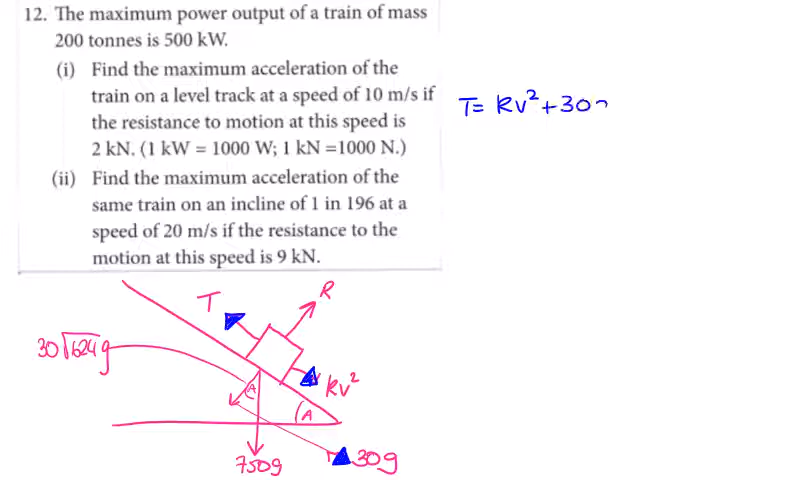 12. The maximum power output of a train of mass
200 tonnes is 500 kW.
(i) Find the maximum acceleration of the
train on a level track at a speed of 10 m/s if
the resistance to motion at this speed is
2 kN. (1 kW = 1000 W; 1 kN =1000 N.)
(ii) Find the maximum acceleration of the
same train on an incline of 1 in 196 at a
speed of 20 m/s if the resistance to the
motion at this speed is 9 kN.
T= kv²+30
T
R
30√624g
kv²
A
A
750g
30g